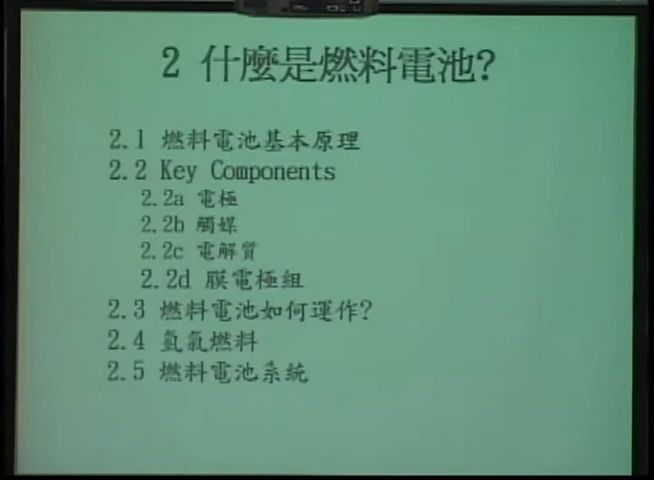 2 什麼是燃料電池?
2.1 燃料電池基本原理
2.2 Key Components
2.2a 電極
2.2b 觸媒
2.2c 電解質
2.2d 膜電極組
2.3 燃料電池如何運作?
2.4 氫氣燃料
2.5 燃料電池系統